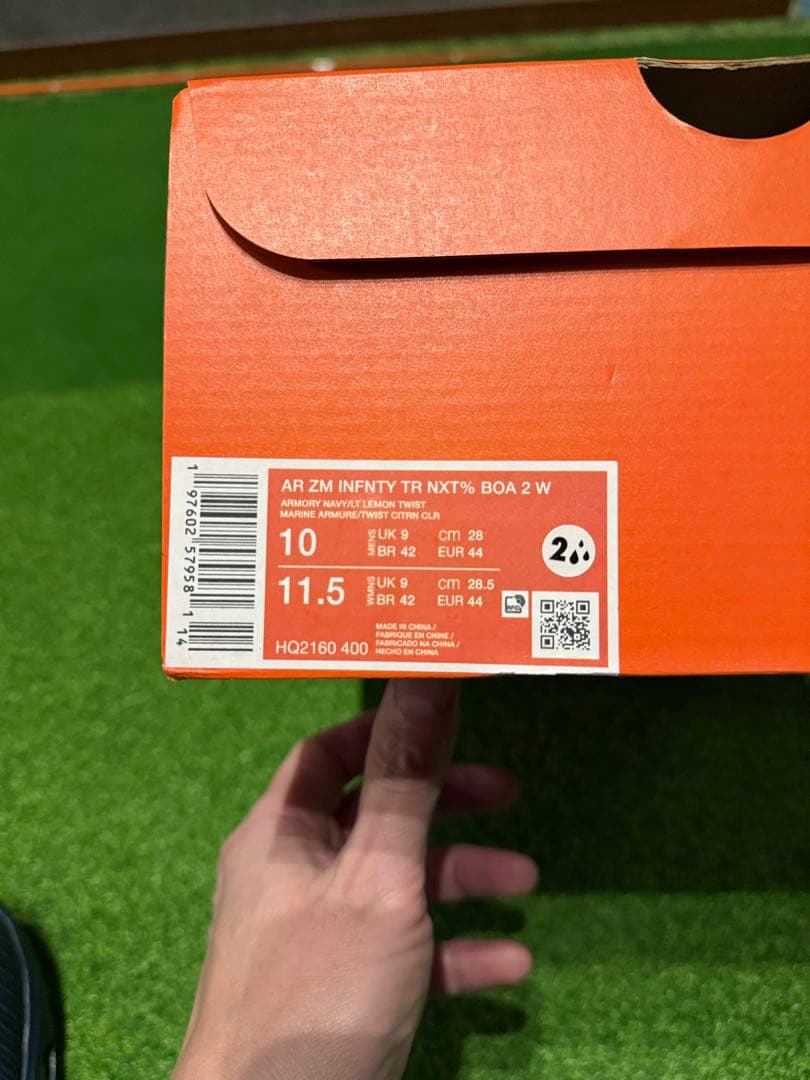 AR ZM INFNTY TR NXT% BOA 2 W
ARMORY NAVY/LT LEMON TWIST
MARINE ARMURE/TWIST CITRN CLR
10 MENS UK 9 cm 28
BR 42 EUR 44
11.5 WMNS UK 9 cm 28.5
BR 42 EUR 44
2
MADE IN CHINA /
FABRIQUE EN CHINE /
FABRICADO NA CHINA /
HECHO EN CHINA
HQ2160 400
1 97602 57958 1 14